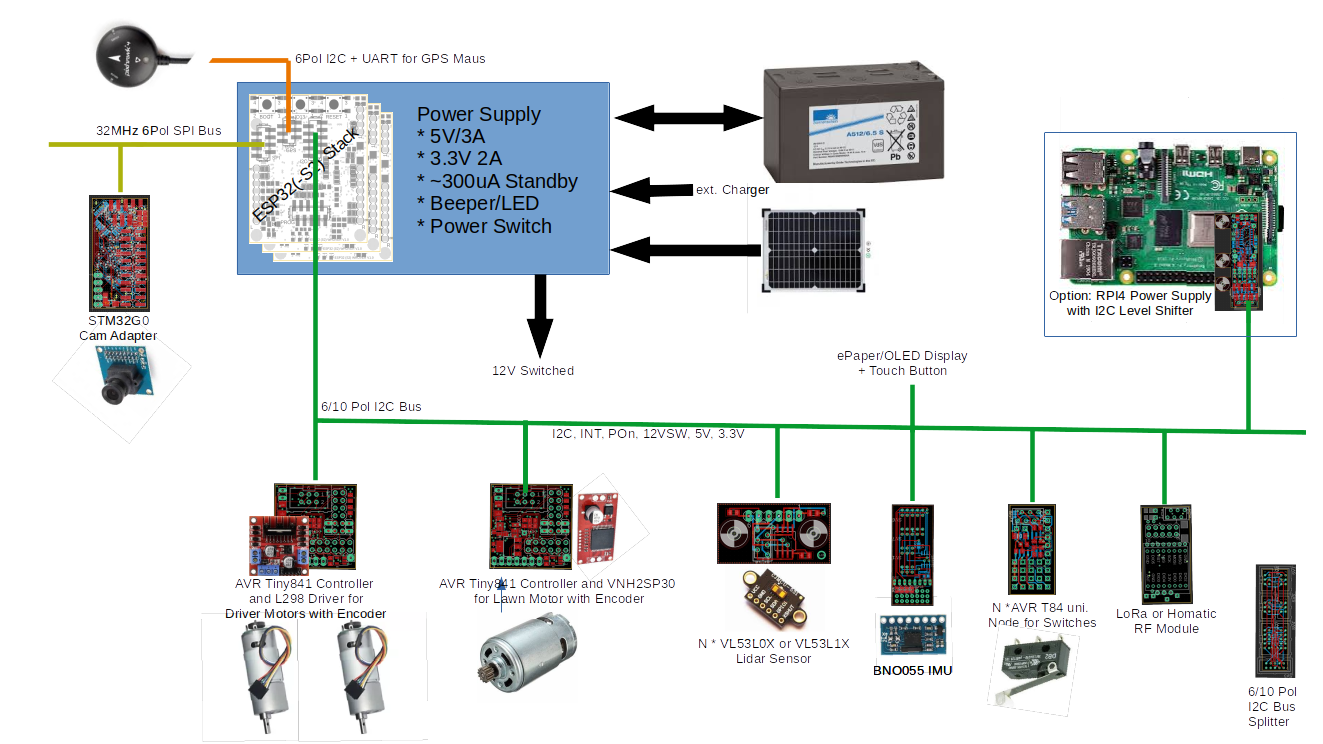 6Pol I2C + UART for GPS Maus
32MHz 6Pol SPI Bus
BOOT
RESET
ESP32(-S2) Stack
Power Supply
* 5V/3A
* 3.3V 2A
* ~300uA Standby
* Beeper/LED
* Power Switch
A512/6.5 S
Pb
ext. Charger
HDMI
Option: RPI4 Power Supply
with I2C Level Shifter
STM32G0
Cam Adapter
12V Switched
ePaper/OLED Display
+ Touch Button
6/10 Pol I2C Bus
I2C, INT, POn, 12VSW, 5V, 3.3V
AVR Tiny841 Controller
and L298 Driver for
Driver Motors with Encoder
AVR Tiny841 Controller and VNH2SP30
for Lawn Motor with Encoder
N * VL53L0X or VL53L1X
Lidar Sensor
BNO055 IMU
N *AVR T84 uni.
Node for Switches
LoRa or Homatic
RF Module
6/10 Pol
I2C Bus
Splitter